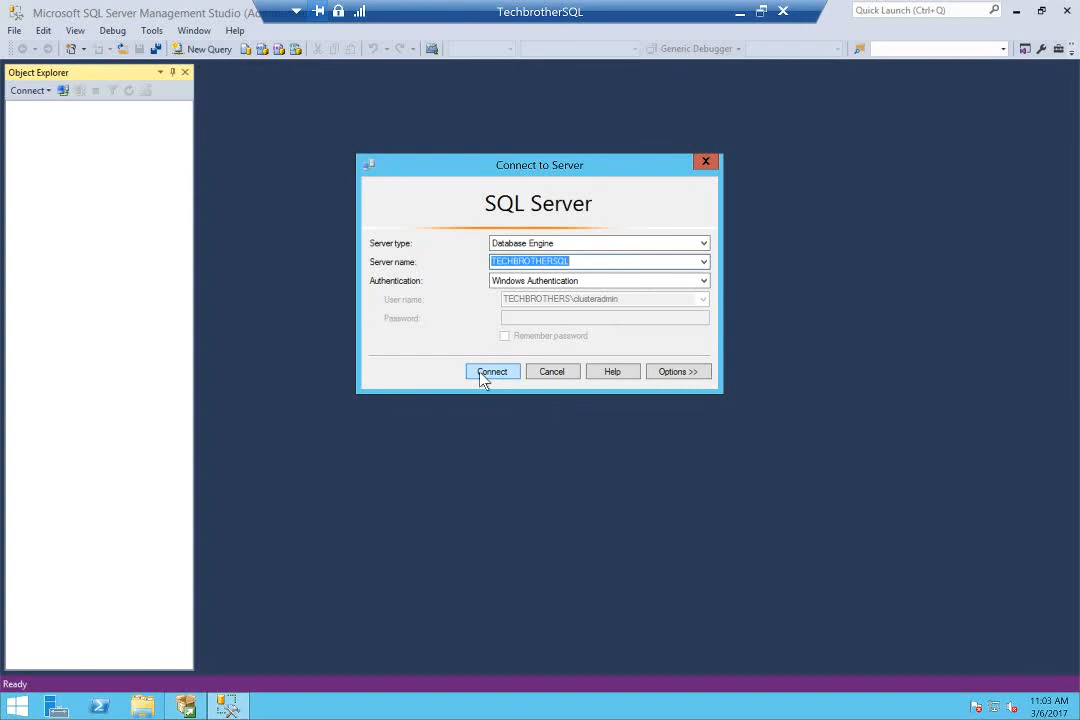 Microsoft SQL Server Management Studio (Ad
TechbrotherSQL
Quick Launch (Ctrl+Q)
File Edit View Debug Tools Window Help
New Query
Generic Debugger
Object Explorer
Connect
Connect to Server
SQL Server
Server type: Database Engine
Server name: TECHBROTHERSQL
Authentication: Windows Authentication
User name: TECHBROTHERS\clusteradmin
Password:
Remember password
Connect Cancel Help Options >>
Ready
11:03 AM
3/6/2017